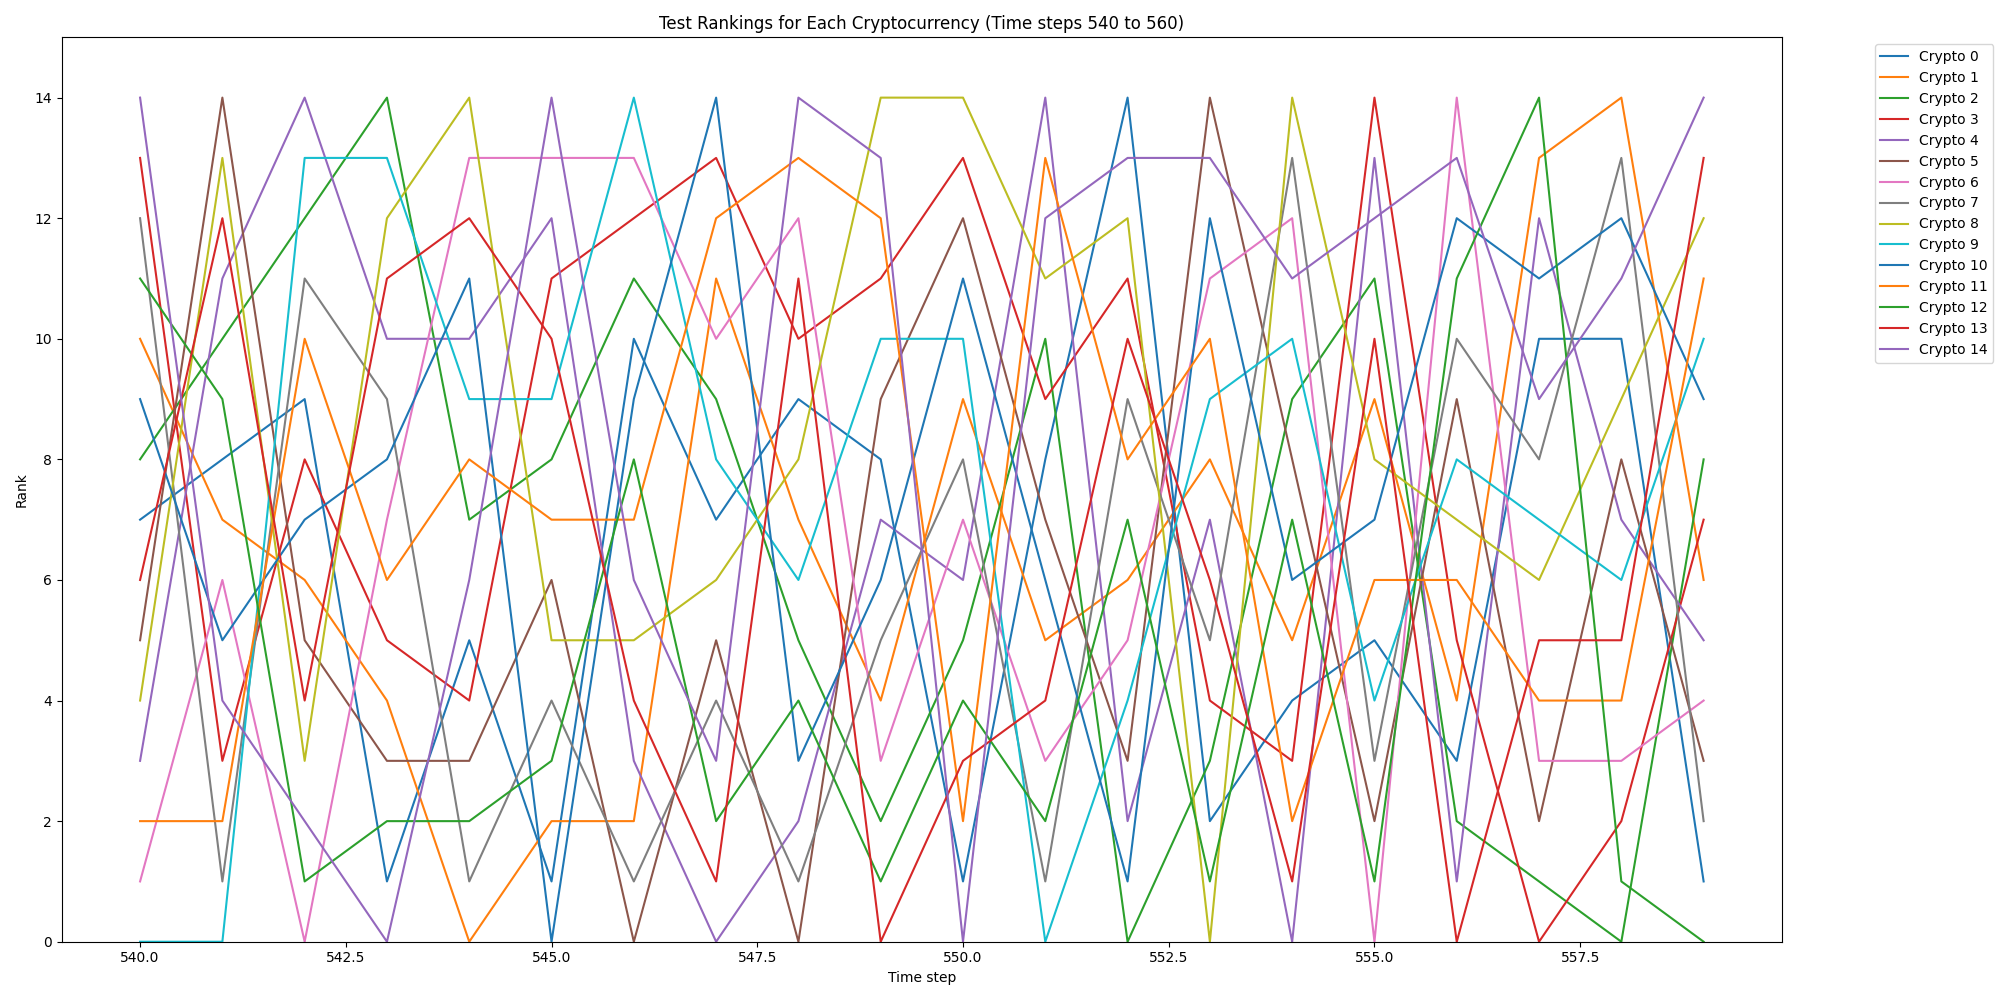 Test Rankings for Each Cryptocurrency (Time steps 540 to 560)
Rank
14
12
10
8
6
4
2
0
540.0
542.5
545.0
547.5
550.0
552.5
555.0
557.5
Time step
Crypto 0
Crypto 1
Crypto 2
Crypto 3
Crypto 4
Crypto 5
Crypto 6
Crypto 7
Crypto 8
Crypto 9
Crypto 10
Crypto 11
Crypto 12
Crypto 13
Crypto 14